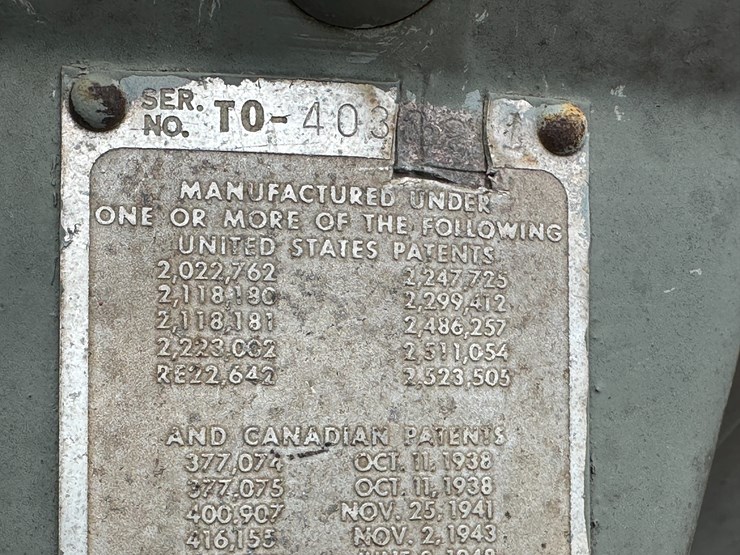 SER. NO. TO-403
MANUFACTURED UNDER
ONE OR MORE OF THE FOLLOWING
UNITED STATES PATENTS
2,022,762 2,247,725
2,118,180 2,299,412
2,118,181 2,486,257
2,223,002 2,511,054
RE22,642 2,523,505
AND CANADIAN PATENTS
377,074 OCT. 11, 1938
377,075 OCT. 11, 1938
400,907 NOV. 25, 1941
416,155 NOV. 2, 1943